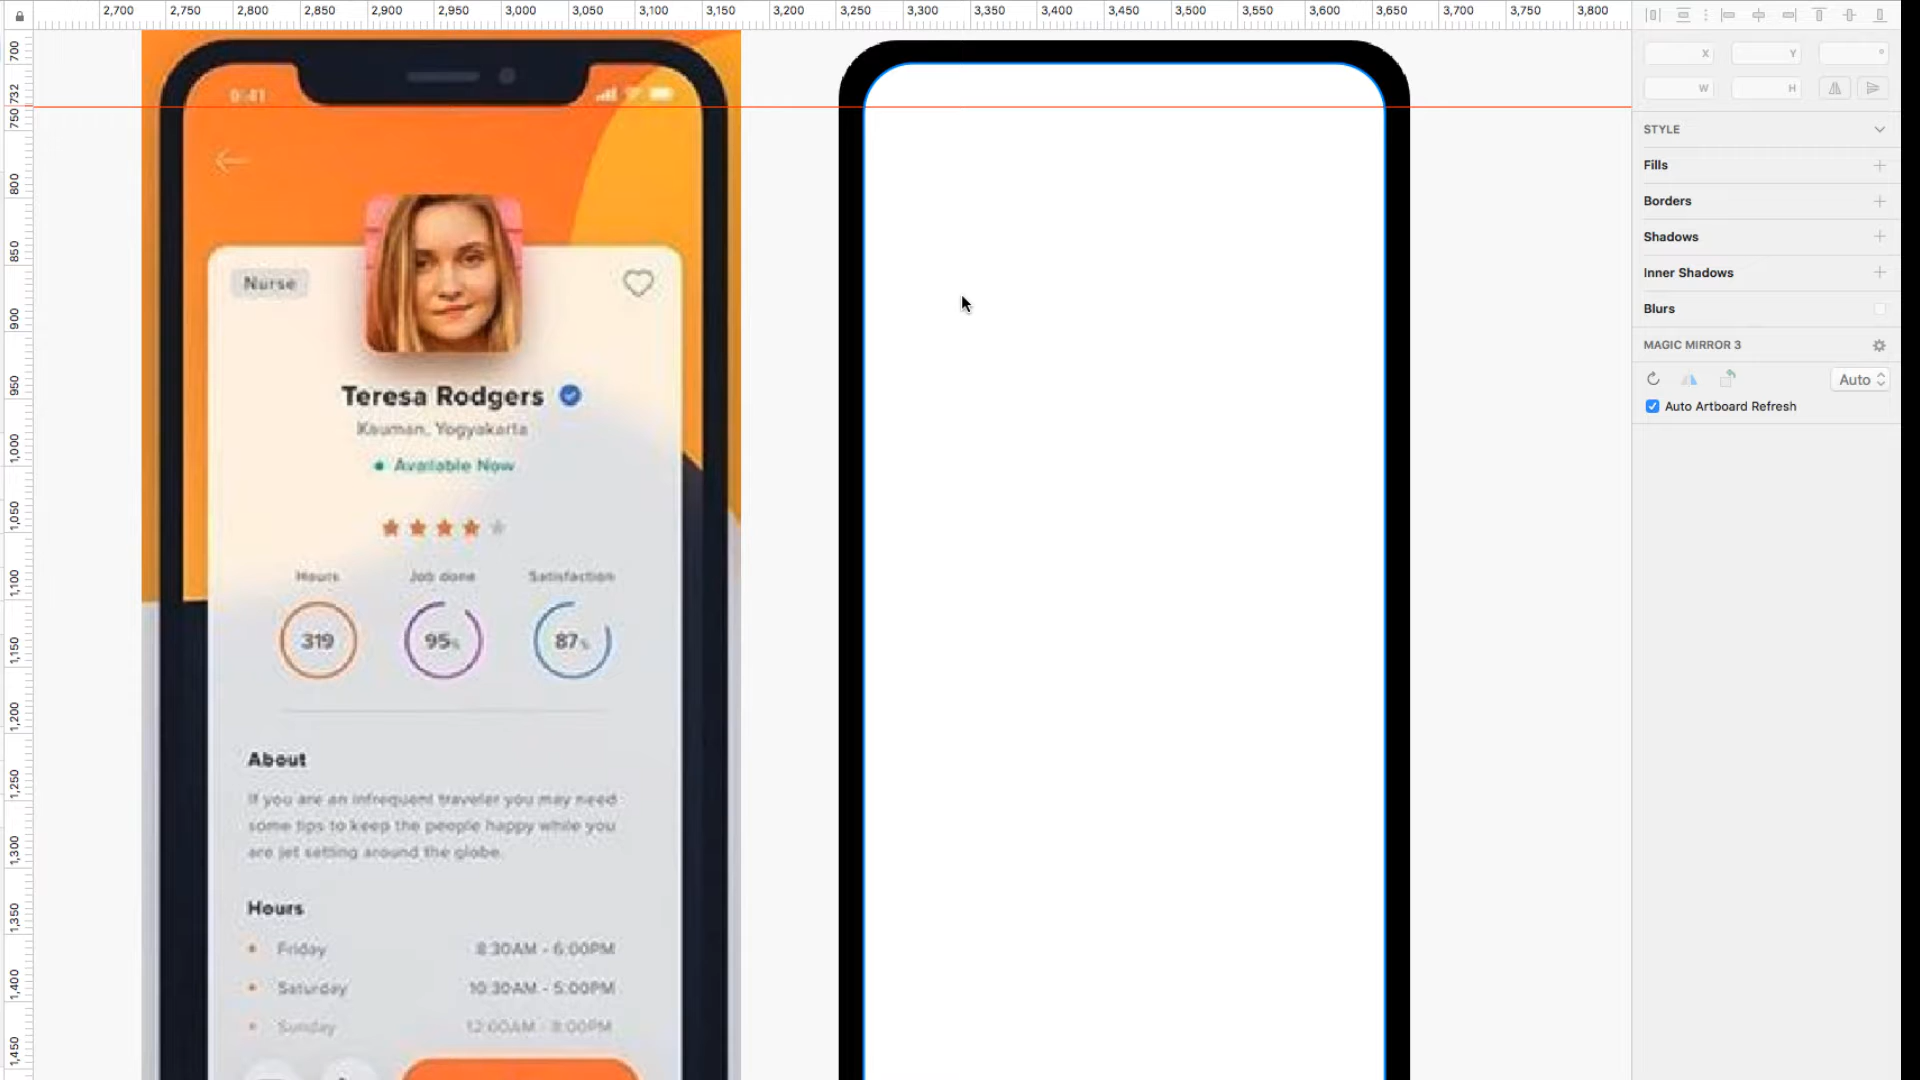 2,700 2,750 2,800 2,850 2,900 2,950 3,000 3,050 3,100 3,150 3,200 3,250 3,300 3,350 3,400 3,450 3,500 3,550 3,600 3,650 3,700 3,750 3,800
700
732
750
800
850
900
950
1,000
1,050
1,100
1,150
1,200
1,250
1,300
1,350
1,400
1,450
9:41
Nurse
Teresa Rodgers
Kauman, Yogyakarta
Available Now
Hours Job done Satisfaction
319 95% 87%
About
If you are an infrequent traveler you may need
some tips to keep the people happy while you
are jet setting around the globe.
Hours
Friday 8:30AM - 6:00PM
Saturday 10:30AM - 5:00PM
Sunday 12:00AM - 8:00PM
X Y °
W H
STYLE
Fills
Borders
Shadows
Inner Shadows
Blurs
MAGIC MIRROR 3
Auto
Auto Artboard Refresh